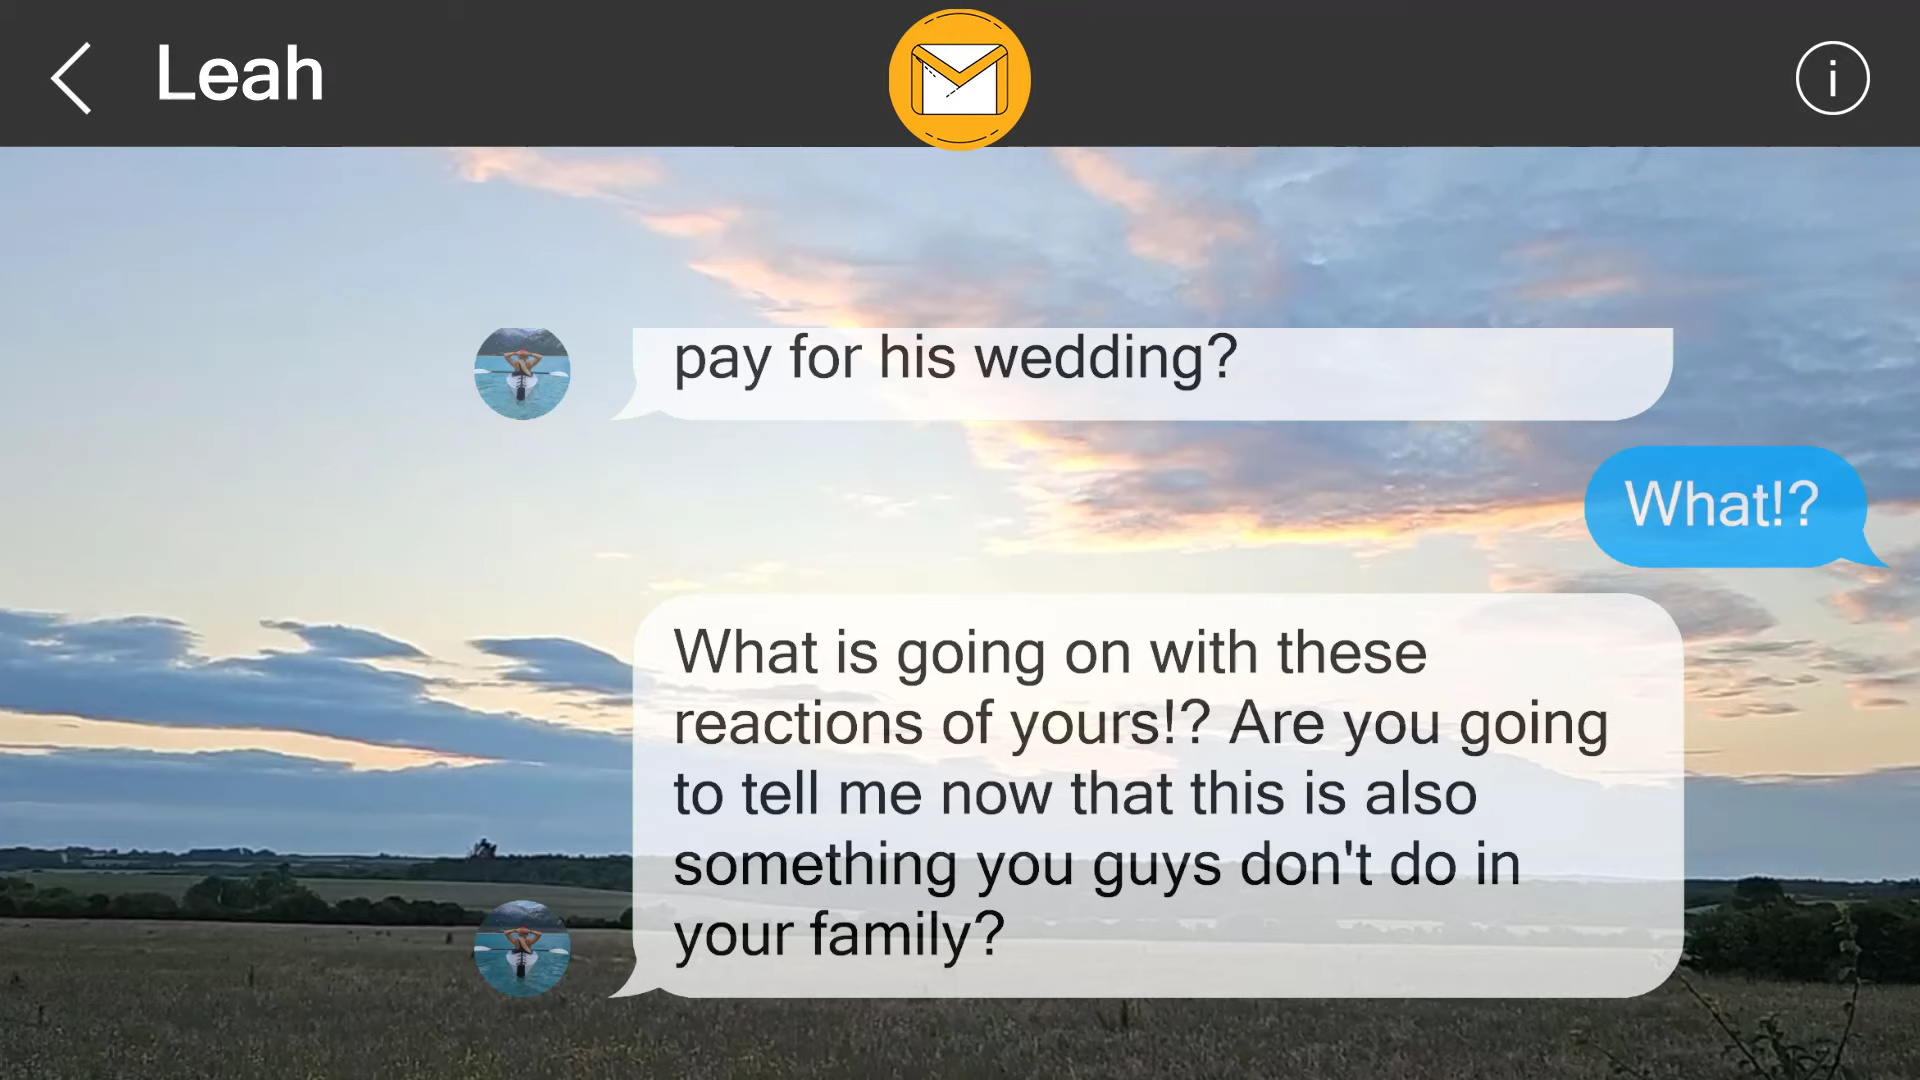 Leah
i
pay for his wedding?
What!?
What is going on with these
reactions of yours!? Are you going
to tell me now that this is also
something you guys don't do in
your family?